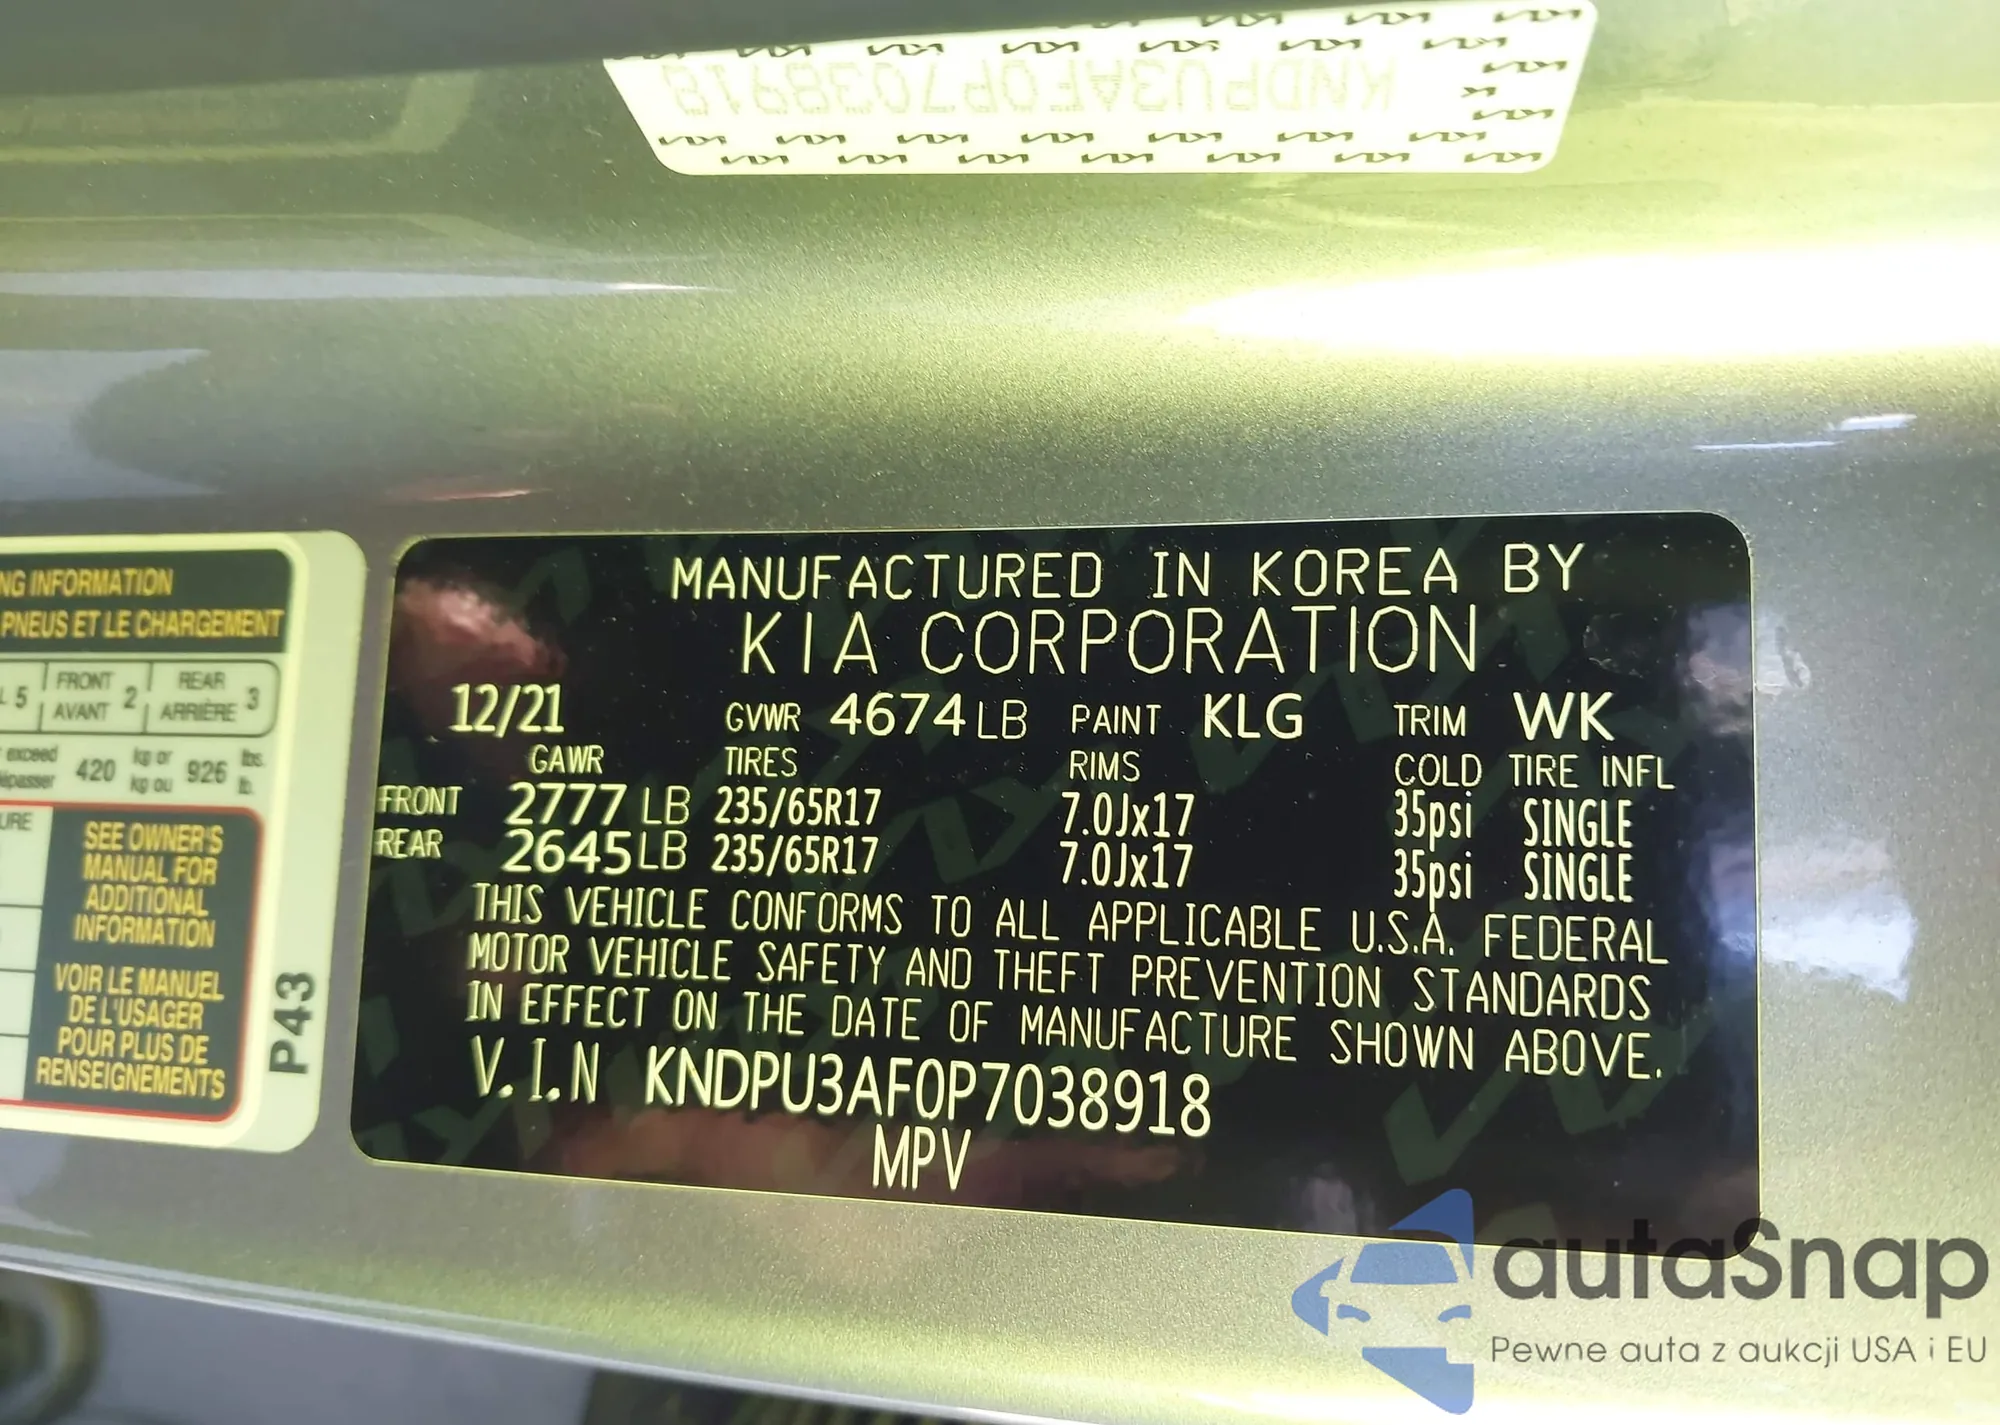 KNDPU3AF0P7038918
MANUFACTURED IN KOREA BY
KIA CORPORATION
12/21 GVWR 4674 LB PAINT KLG TRIM WK
GAWR TIRES RIMS COLD TIRE INFL
FRONT 2777 LB 235/65R17 7.0Jx17 35psi SINGLE
REAR 2645 LB 235/65R17 7.0Jx17 35psi SINGLE
THIS VEHICLE CONFORMS TO ALL APPLICABLE U.S.A. FEDERAL
MOTOR VEHICLE SAFETY AND THEFT PREVENTION STANDARDS
IN EFFECT ON THE DATE OF MANUFACTURE SHOWN ABOVE.
V.I.N KNDPU3AF0P7038918
MPV
INFORMATION
PNEUS ET LE CHARGEMENT
5 FRONT 2 REAR 3
AVANT ARRIÈRE
exceed 420 kg or 926 lbs.
kg ou lb.
SEE OWNER'S
MANUAL FOR
ADDITIONAL
INFORMATION
VOIR LE MANUEL
DE L'USAGER
POUR PLUS DE
RENSEIGNEMENTS
P43
autaSnap
Pewne auta z aukcji USA i EU